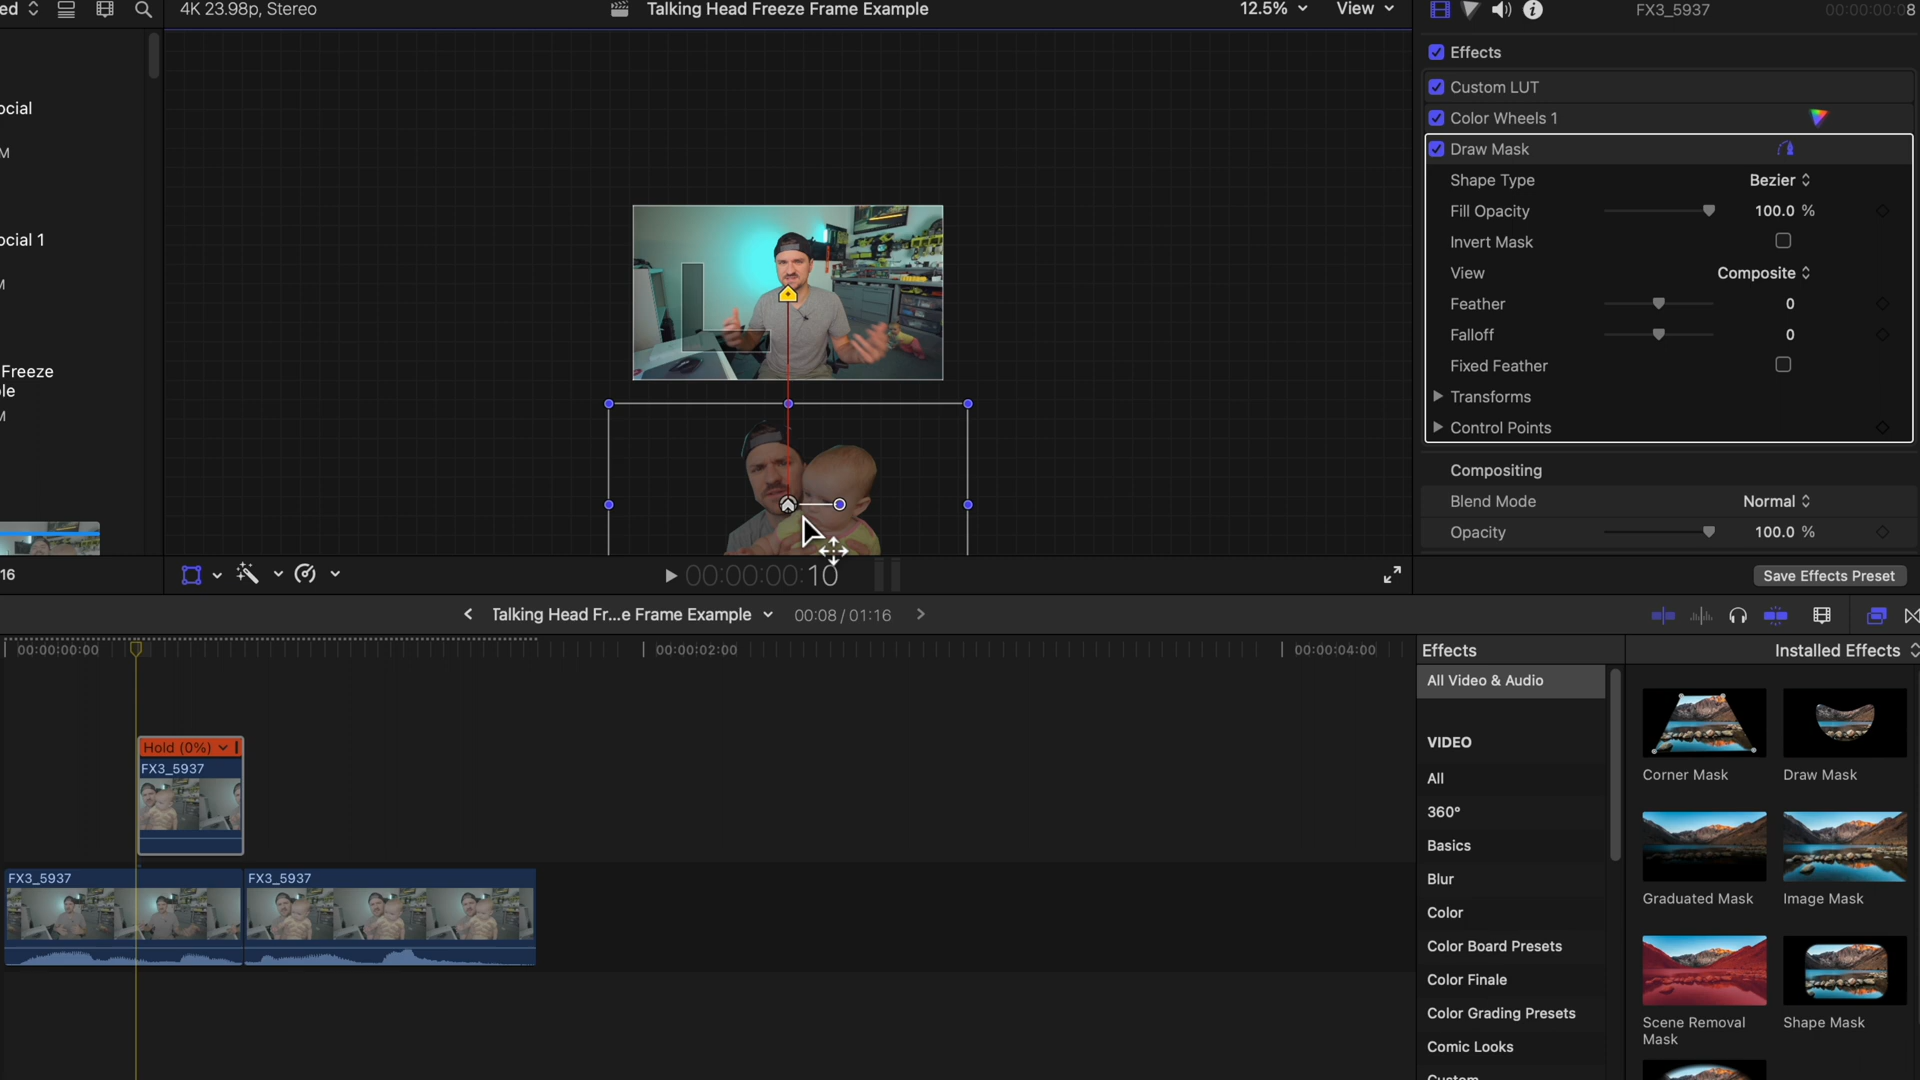 ed
4K 23.98p, Stereo
Talking Head Freeze Frame Example
12.5%
View
FX3_5937
00:00:00:08
ocial
M
ocial 1
M
Freeze
le
M
16
Effects
Custom LUT
Color Wheels 1
Draw Mask
Shape Type
Bezier
Fill Opacity
100.0 %
Invert Mask
View
Composite
Feather
0
Falloff
0
Fixed Feather
Transforms
Control Points
Compositing
Blend Mode
Normal
Opacity
100.0 %
Save Effects Preset
00:00:00:10
Talking Head Fr...e Frame Example
00:08 / 01:16
00:00:00:00
00:00:02:00
00:00:04:00
Hold (0%)
FX3_5937
FX3_5937
FX3_5937
Effects
Installed Effects
All Video & Audio
VIDEO
All
360°
Basics
Blur
Color
Color Board Presets
Color Finale
Color Grading Presets
Comic Looks
Custom
Corner Mask
Draw Mask
Graduated Mask
Image Mask
Scene Removal
Mask
Shape Mask